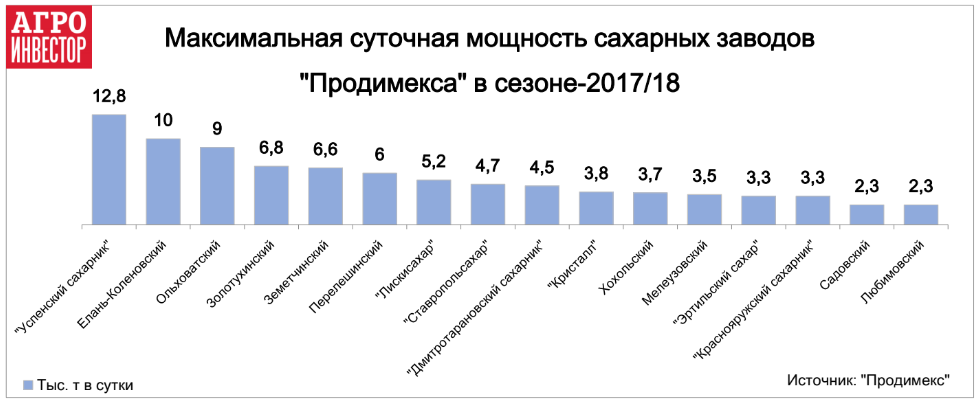 АГРО
ИНВЕСТОР
Максимальная суточная мощность сахарных заводов
"Продимекса" в сезоне-2017/18
12,8
10
9
6,8
6,6
6
5,2
4,7
4,5
3,8
3,7
3,5
3,3
3,3
2,3
2,3
"Успенский сахарник"
Елань-Коленовский
Ольховатский
Золотухинский
Земетчинский
Перелешинский
"Лискисахар"
"Ставропольсахар"
"Дмитротарановский сахарник"
"Кристалл"
Хохольский
Мелеузовский
"Эртильский сахар"
"Краснояружский сахарник"
Садовский
Любимовский
Тыс. т в сутки
Источник: "Продимекс"